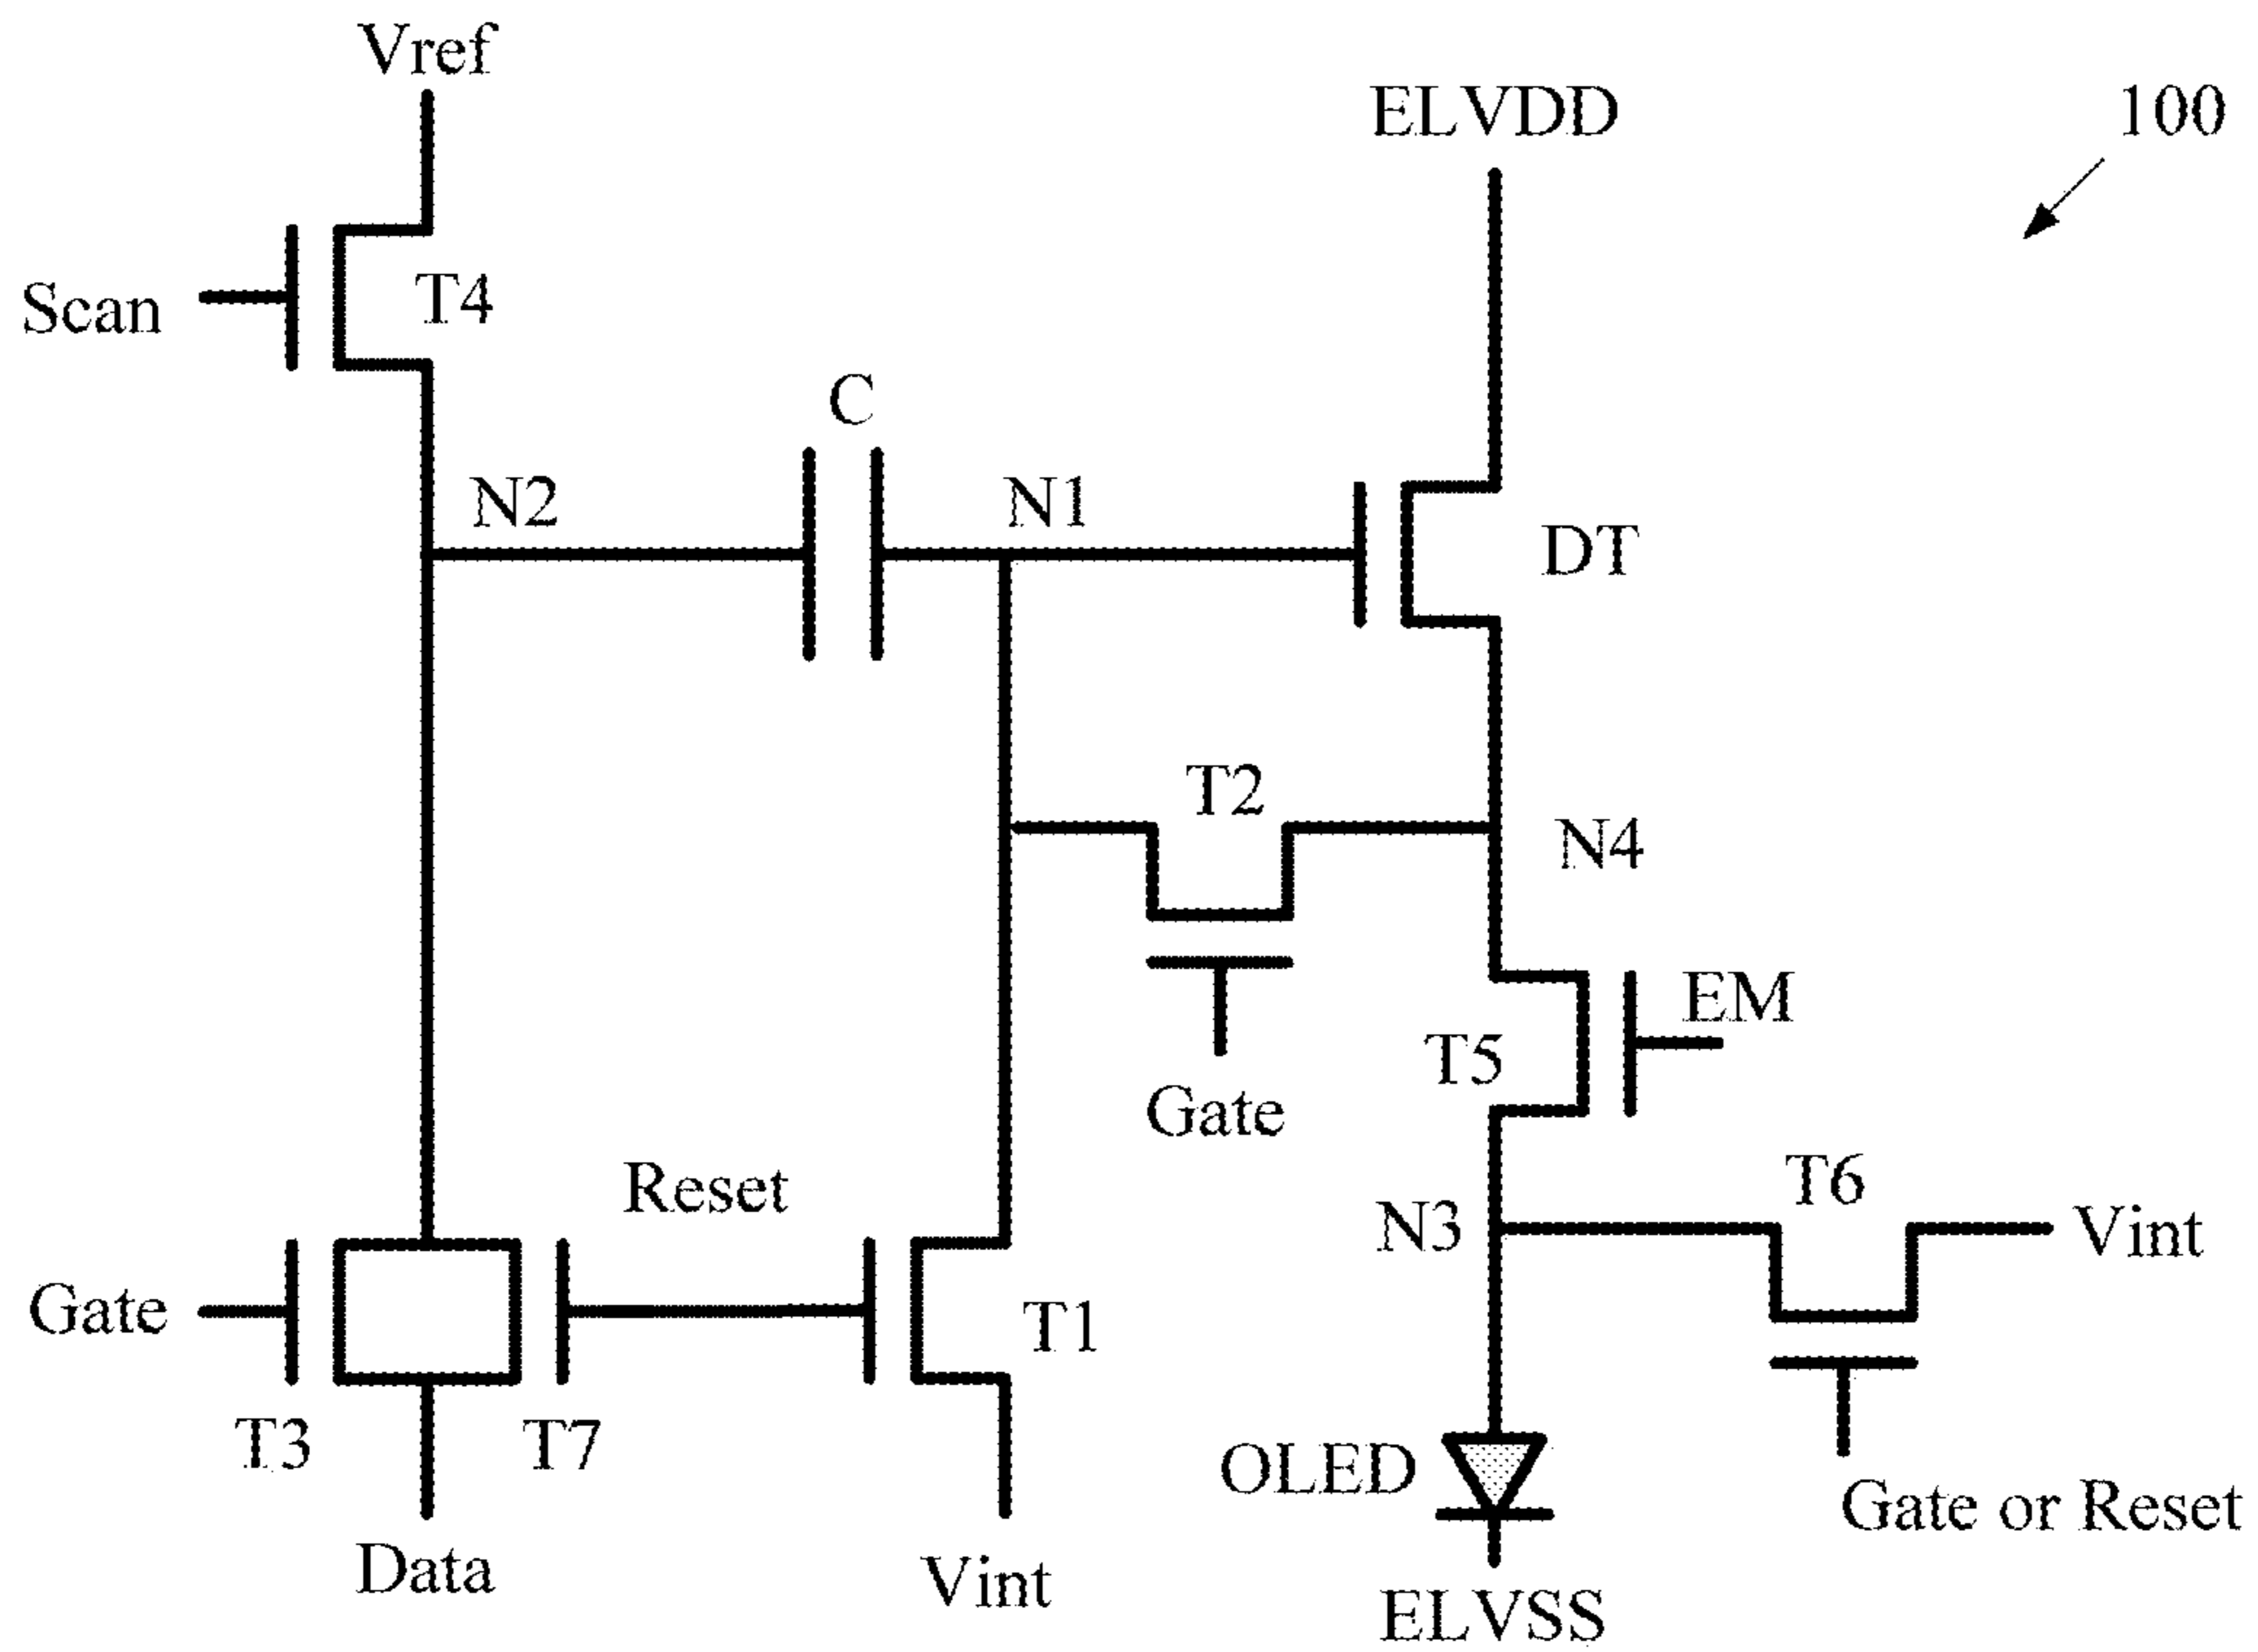 Vref
ELVDD
100
Scan
T4
C
N2
N1
DT
T2
N4
EM
T5
Gate
Reset
T6
N3
Vint
Gate
T1
T3
T7
OLED
Gate or Reset
Data
Vint
ELVSS